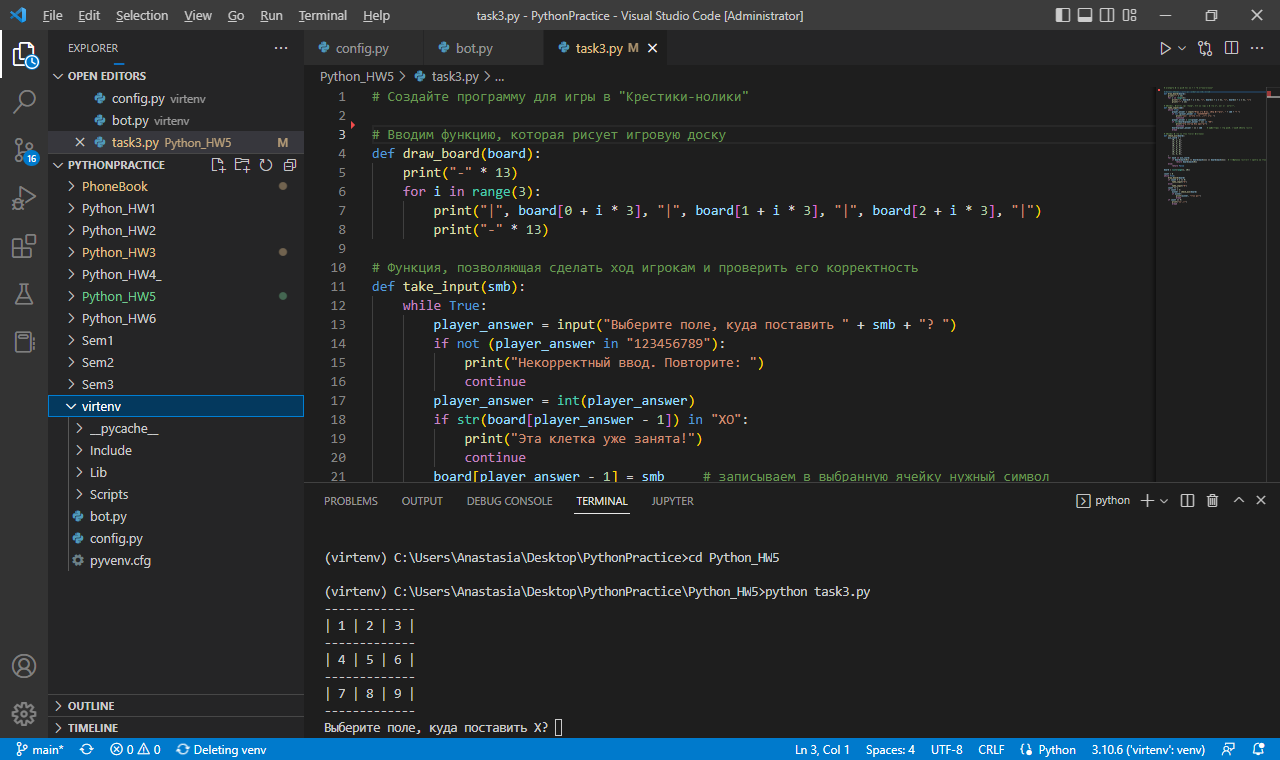 File Edit Selection View Go Run Terminal Help task3.py - PythonPractice - Visual Studio Code [Administrator]
EXPLORER ...
OPEN EDITORS
config.py virtenv
bot.py virtenv
task3.py Python_HW5 M
PYTHONPRACTICE
PhoneBook
Python_HW1
Python_HW2
Python_HW3
Python_HW4_
Python_HW5
Python_HW6
Sem1
Sem2
Sem3
virtenv
__pycache__
Include
Lib
Scripts
bot.py
config.py
pyvenv.cfg
OUTLINE
TIMELINE
16
config.py bot.py task3.py M
Python_HW5 > task3.py > ...
1 # Создайте программу для игры в "Крестики-нолики"
2
3 # Вводим функцию, которая рисует игровую доску
4 def draw_board(board):
5 print("-" * 13)
6 for i in range(3):
7 print("|", board[0 + i * 3], "|", board[1 + i * 3], "|", board[2 + i * 3], "|")
8 print("-" * 13)
9
10 # Функция, позволяющая сделать ход игрокам и проверить его корректность
11 def take_input(smb):
12 while True:
13 player_answer = input("Выберите поле, куда поставить " + smb + "? ")
14 if not (player_answer in "123456789"):
15 print("Некорректный ввод. Повторите: ")
16 continue
17 player_answer = int(player_answer)
18 if str(board[player_answer - 1]) in "XO":
19 print("Эта клетка уже занята!")
20 continue
21 board[player_answer - 1] = smb # записываем в выбранную ячейку нужный символ
PROBLEMS OUTPUT DEBUG CONSOLE TERMINAL JUPYTER python
(virtenv) C:\Users\Anastasia\Desktop\PythonPractice>cd Python_HW5
(virtenv) C:\Users\Anastasia\Desktop\PythonPractice\Python_HW5>python task3.py
-------------
| 1 | 2 | 3 |
-------------
| 4 | 5 | 6 |
-------------
| 7 | 8 | 9 |
-------------
Выберите поле, куда поставить X?
main* 0 0 Deleting venv Ln 3, Col 1 Spaces: 4 UTF-8 CRLF Python 3.10.6 ('virtenv': venv)